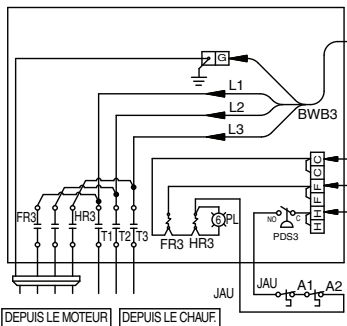 G
L1
L2
BWB3
L3
C
C
F
F
H
H
FR3
HR3
T1
T2
T3
6
PL
NO
C
FR3
HR3
PDS3
JAU
JAU
A1
A2
DEPUIS LE MOTEUR
DEPUIS LE CHAUF.